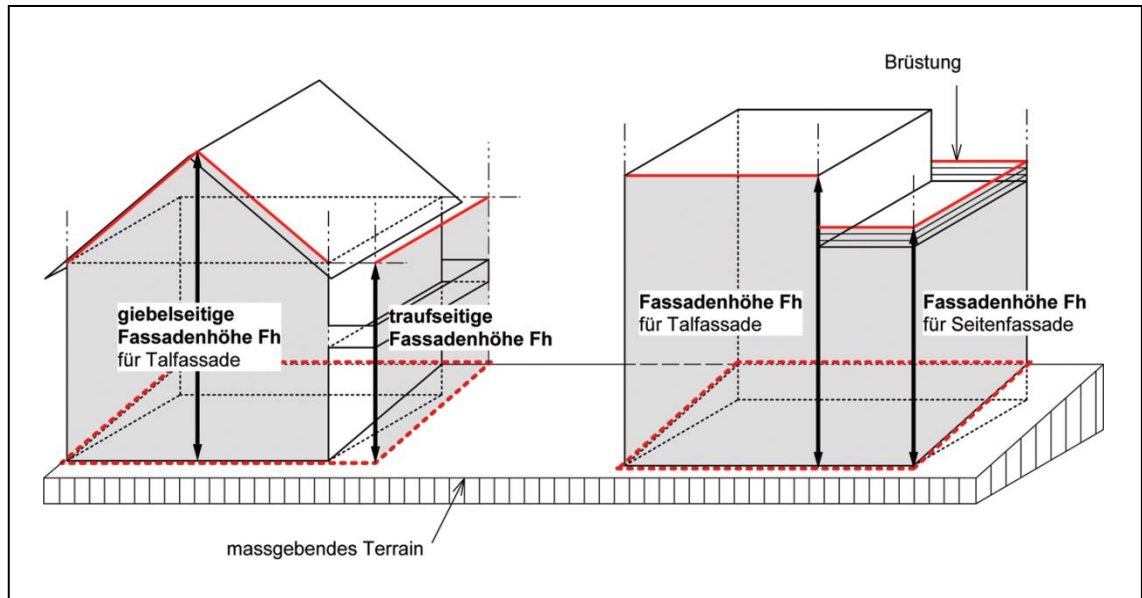 Brüstung
giebelseitige
Fassadenhöhe Fh
für Talfassade
traufseitige
Fassadenhöhe Fh
Fassadenhöhe Fh
für Talfassade
Fassadenhöhe Fh
für Seitenfassade
massgebendes Terrain